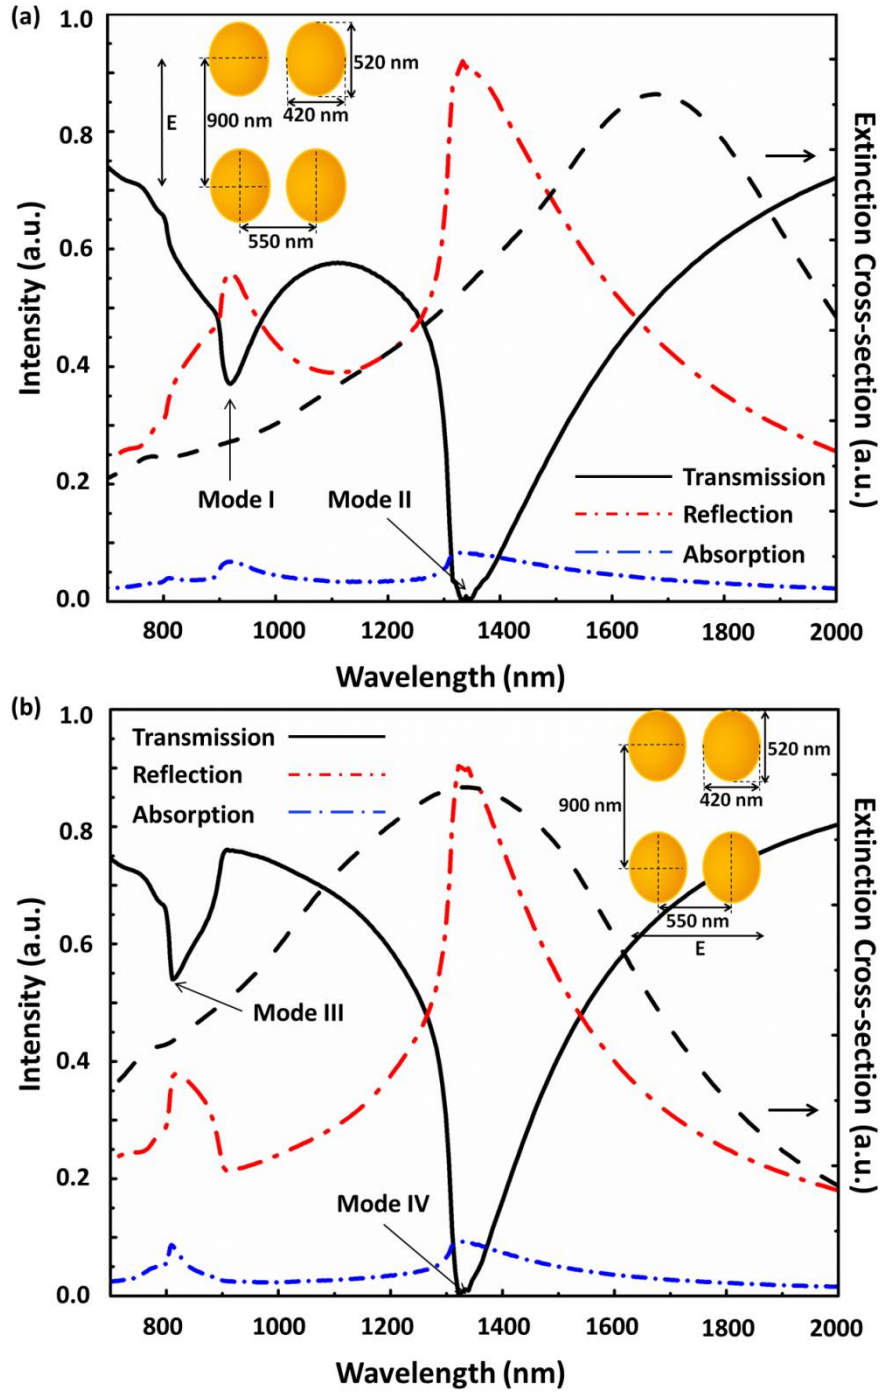 (a)
1.0
0.8
0.6
0.4
0.2
0.0
Intensity (a.u.)
E
900 nm
520 nm
420 nm
550 nm
Extinction Cross-section (a.u.)
Mode I
Mode II
Transmission
Reflection
Absorption
800 1000 1200 1400 1600 1800 2000
Wavelength (nm)
(b)
1.0
0.8
0.6
0.4
0.2
0.0
Intensity (a.u.)
Transmission
Reflection
Absorption
900 nm
520 nm
420 nm
550 nm
E
Extinction Cross-section (a.u.)
Mode III
Mode IV
800 1000 1200 1400 1600 1800 2000
Wavelength (nm)